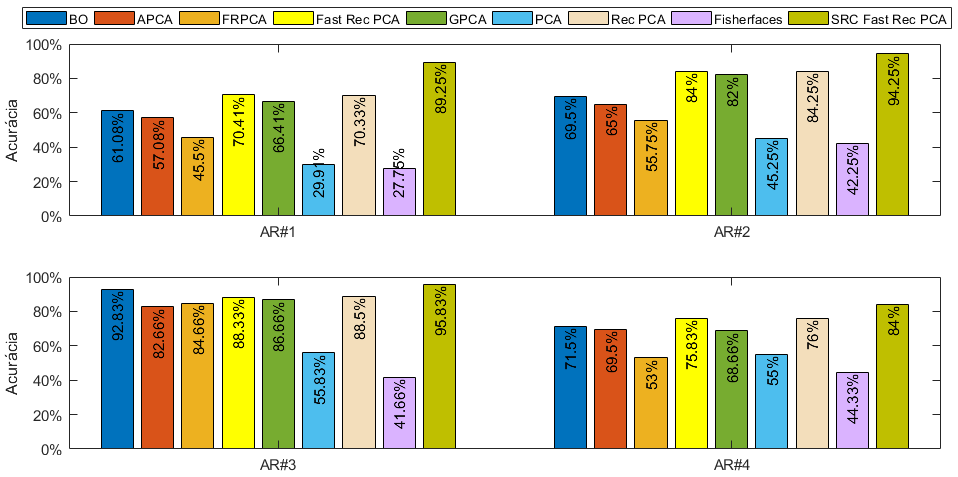 BO APCA FRPCA Fast Rec PCA GPCA PCA Rec PCA Fisherfaces SRC Fast Rec PCA
100%
80%
60%
40%
20%
0%
Acurácia
61.08% 57.08% 45.5% 70.41% 66.41% 29.91% 70.33% 27.75% 89.25%
69.5% 65% 55.75% 84% 82% 45.25% 84.25% 42.25% 94.25%
AR#1 AR#2
100%
80%
60%
40%
20%
0%
Acurácia
92.83% 82.66% 84.66% 88.33% 86.66% 55.83% 88.5% 41.66% 95.83%
71.5% 69.5% 53% 75.83% 68.66% 55% 76% 44.33% 84%
AR#3 AR#4